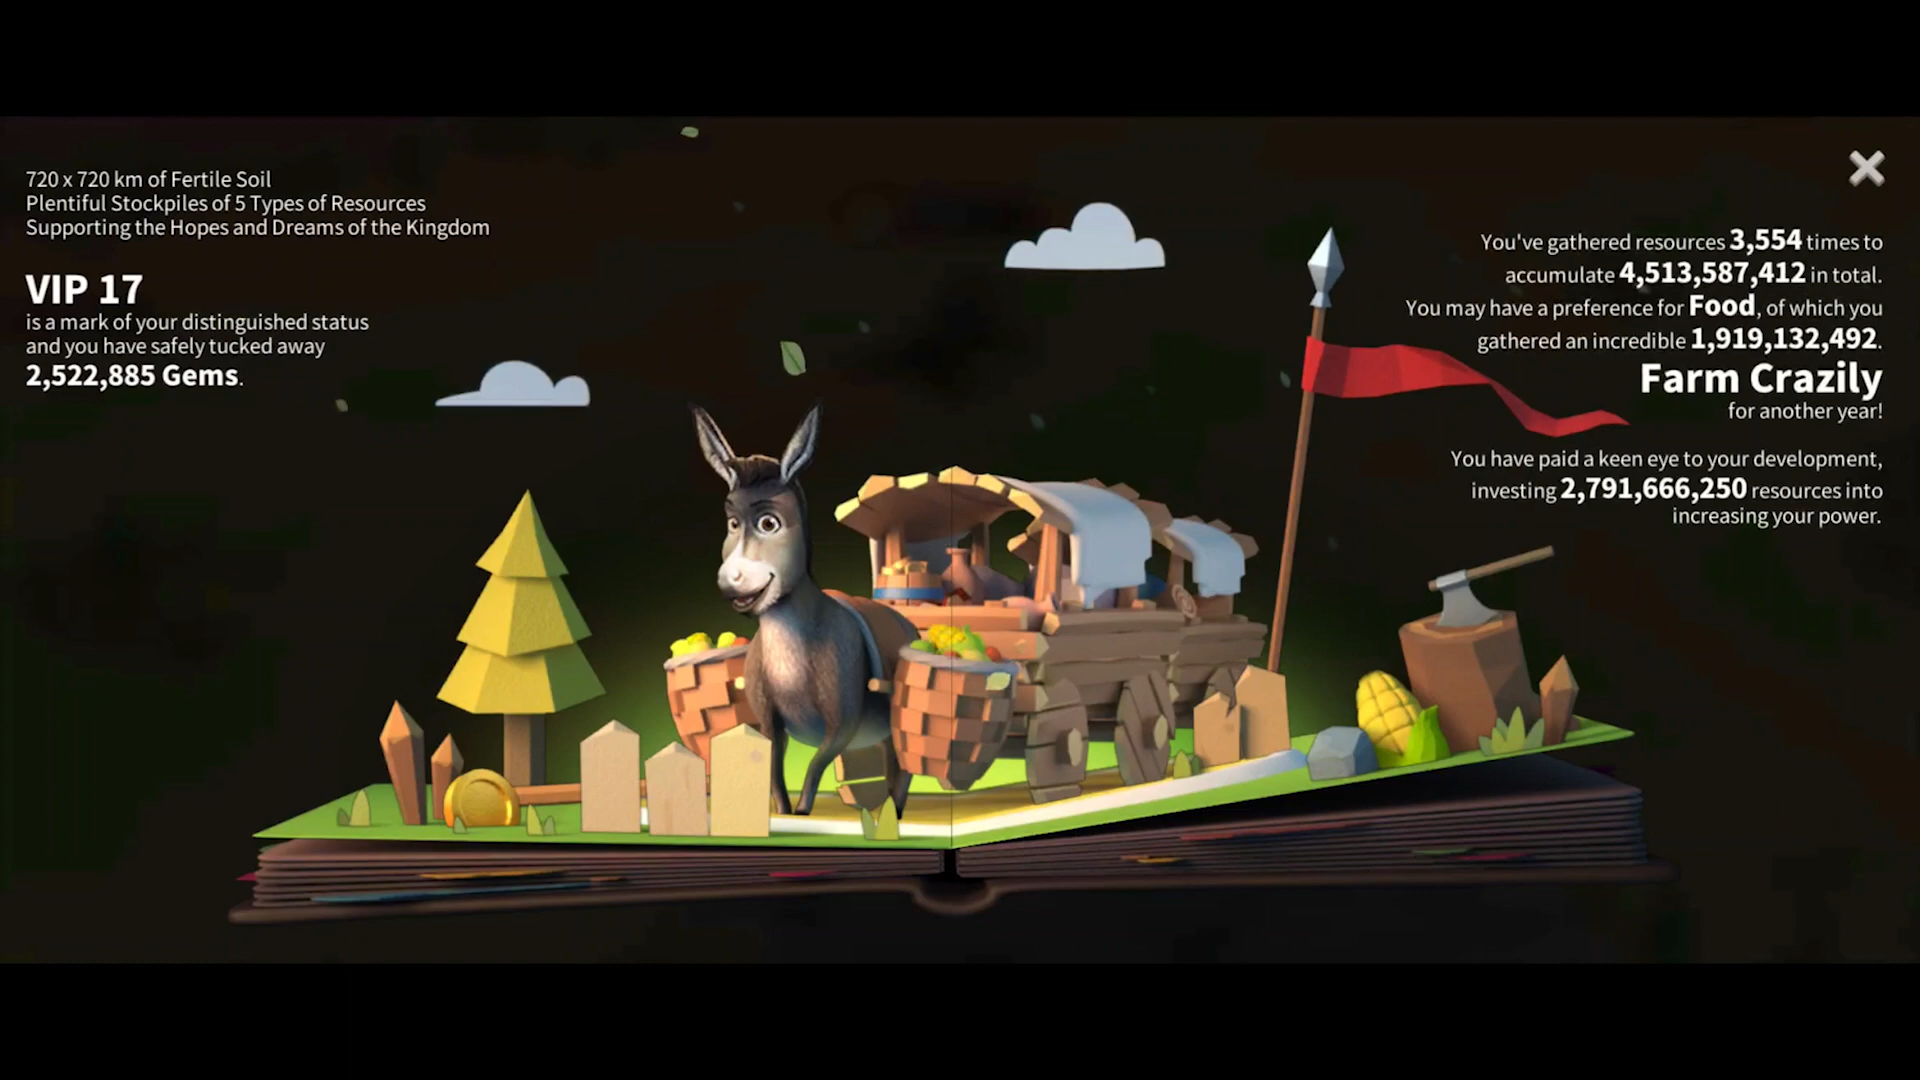 720 x 720 km of Fertile Soil
Plentiful Stockpiles of 5 Types of Resources
Supporting the Hopes and Dreams of the Kingdom
VIP 17
is a mark of your distinguished status
and you have safely tucked away
2,522,885 Gems.
You've gathered resources 3,554 times to
accumulate 4,513,587,412 in total.
You may have a preference for Food, of which you
gathered an incredible 1,919,132,492.
Farm Crazily
for another year!
You have paid a keen eye to your development,
investing 2,791,666,250 resources into
increasing your power.